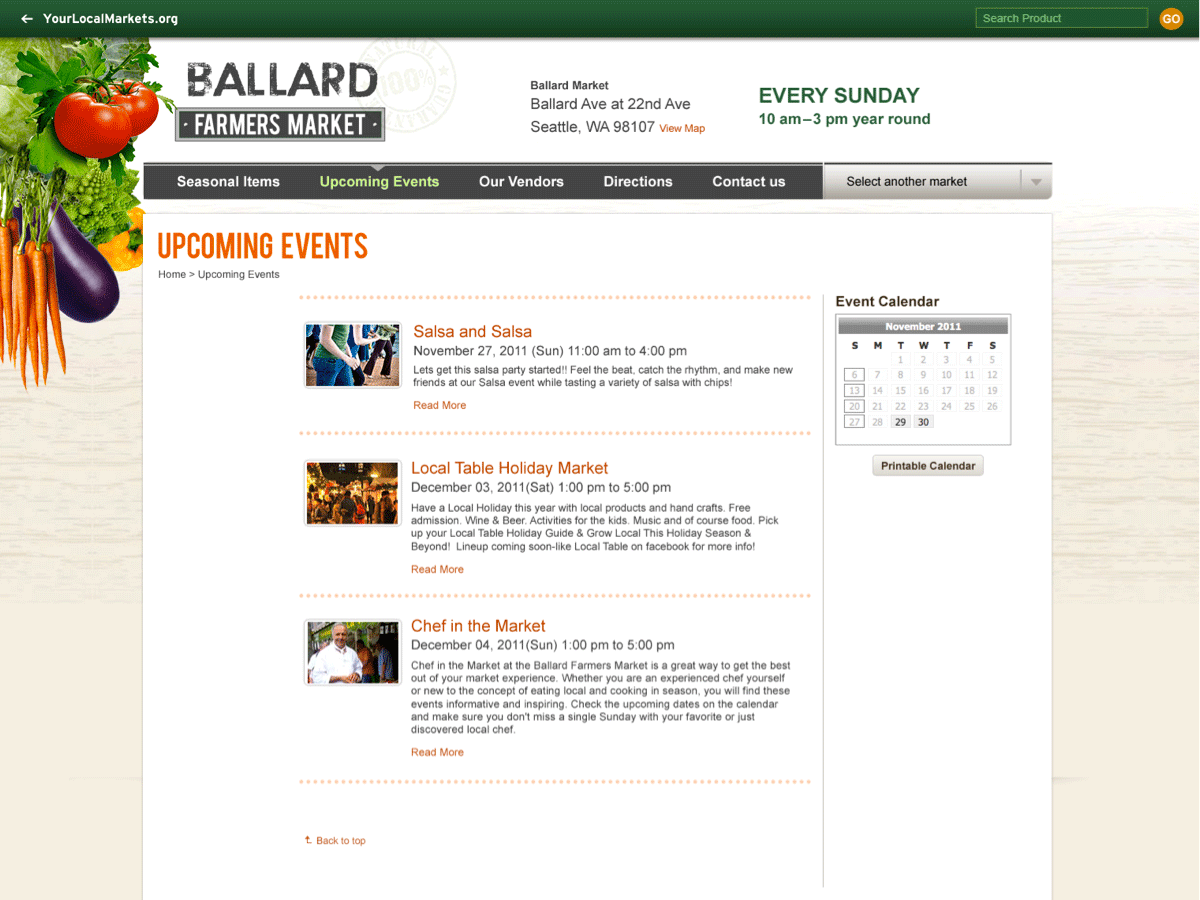 YourLocalMarkets.org
Search Product
GO
BALLARD
· FARMERS MARKET ·
NATURAL
100%
Ballard Market
Ballard Ave at 22nd Ave
Seattle, WA 98107 View Map
EVERY SUNDAY
10 am–3 pm year round
Seasonal Items
Upcoming Events
Our Vendors
Directions
Contact us
Select another market
UPCOMING EVENTS
Home > Upcoming Events
Salsa and Salsa
November 27, 2011 (Sun) 11:00 am to 4:00 pm
Lets get this salsa party started!! Feel the beat, catch the rhythm, and make new
friends at our Salsa event while tasting a variety of salsa with chips!
Read More
Local Table Holiday Market
December 03, 2011(Sat) 1:00 pm to 5:00 pm
Have a Local Holiday this year with local products and hand crafts. Free
admission. Wine & Beer. Activities for the kids. Music and of course food. Pick
up your Local Table Holiday Guide & Grow Local This Holiday Season &
Beyond! Lineup coming soon-like Local Table on facebook for more info!
Read More
Chef in the Market
December 04, 2011(Sun) 1:00 pm to 5:00 pm
Chef in the Market at the Ballard Farmers Market is a great way to get the best
out of your market experience. Whether you are an experienced chef yourself
or new to the concept of eating local and cooking in season, you will find these
events informative and inspiring. Check the upcoming dates on the calendar
and make sure you don't miss a single Sunday with your favorite or just
discovered local chef.
Read More
Back to top
Event Calendar
November 2011
S M T W T F S
1 2 3 4 5
6 7 8 9 10 11 12
13 14 15 16 17 18 19
20 21 22 23 24 25 26
27 28 29 30
Printable Calendar